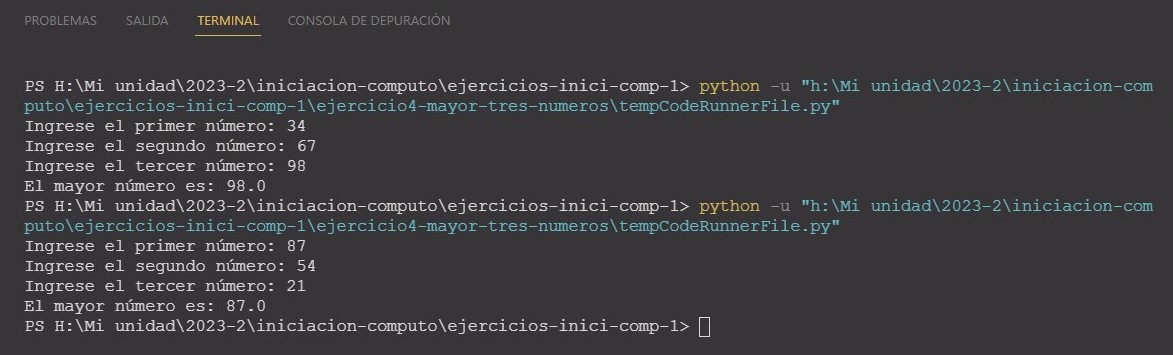 PROBLEMAS SALIDA TERMINAL CONSOLA DE DEPURACIÓN
PS H:\Mi unidad\2023-2\iniciacion-computo\ejercicios-inici-comp-1> python -u "h:\Mi unidad\2023-2\iniciacion-com
puto\ejercicios-inici-comp-1\ejercicio4-mayor-tres-numeros\tempCodeRunnerFile.py"
Ingrese el primer número: 34
Ingrese el segundo número: 67
Ingrese el tercer número: 98
El mayor número es: 98.0
PS H:\Mi unidad\2023-2\iniciacion-computo\ejercicios-inici-comp-1> python -u "h:\Mi unidad\2023-2\iniciacion-com
puto\ejercicios-inici-comp-1\ejercicio4-mayor-tres-numeros\tempCodeRunnerFile.py"
Ingrese el primer número: 87
Ingrese el segundo número: 54
Ingrese el tercer número: 21
El mayor número es: 87.0
PS H:\Mi unidad\2023-2\iniciacion-computo\ejercicios-inici-comp-1>